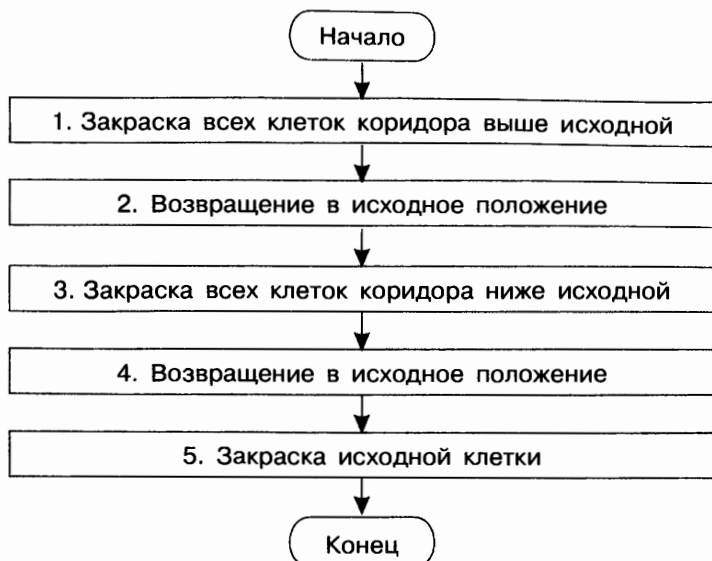 Начало
1. Закраска всех клеток коридора выше исходной
2. Возвращение в исходное положение
3. Закраска всех клеток коридора ниже исходной
4. Возвращение в исходное положение
5. Закраска исходной клетки
Конец